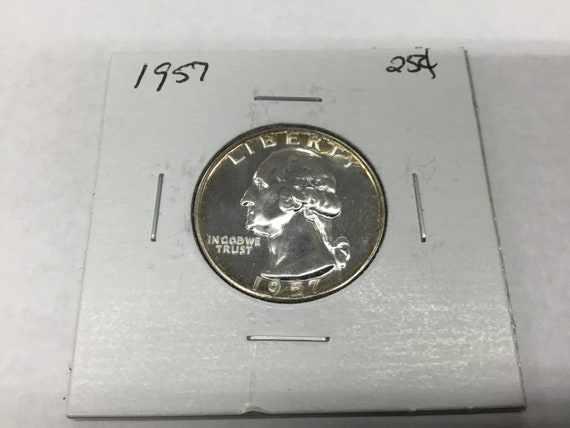 1957 25¢
LIBERTY
IN GOD WE
TRUST
1957